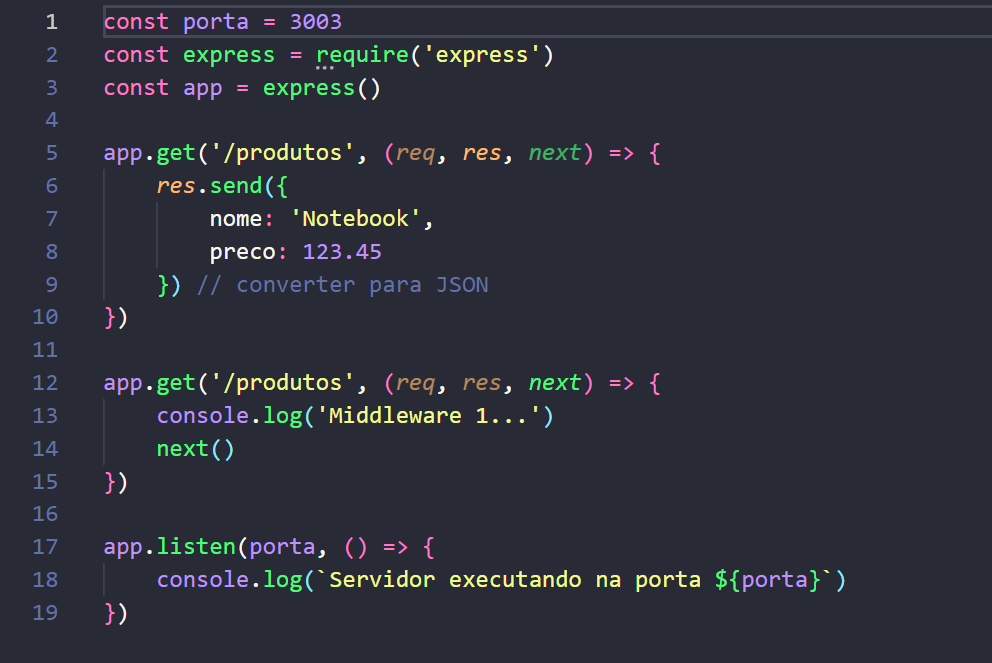 1 const porta = 3003
2 const express = require('express')
3 const app = express()
4
5 app.get('/produtos', (req, res, next) => {
6     res.send({
7         nome: 'Notebook',
8         preco: 123.45
9     }) // converter para JSON
10 })
11
12 app.get('/produtos', (req, res, next) => {
13     console.log('Middleware 1...')
14     next()
15 })
16
17 app.listen(porta, () => {
18     console.log(`Servidor executando na porta ${porta}`)
19 })